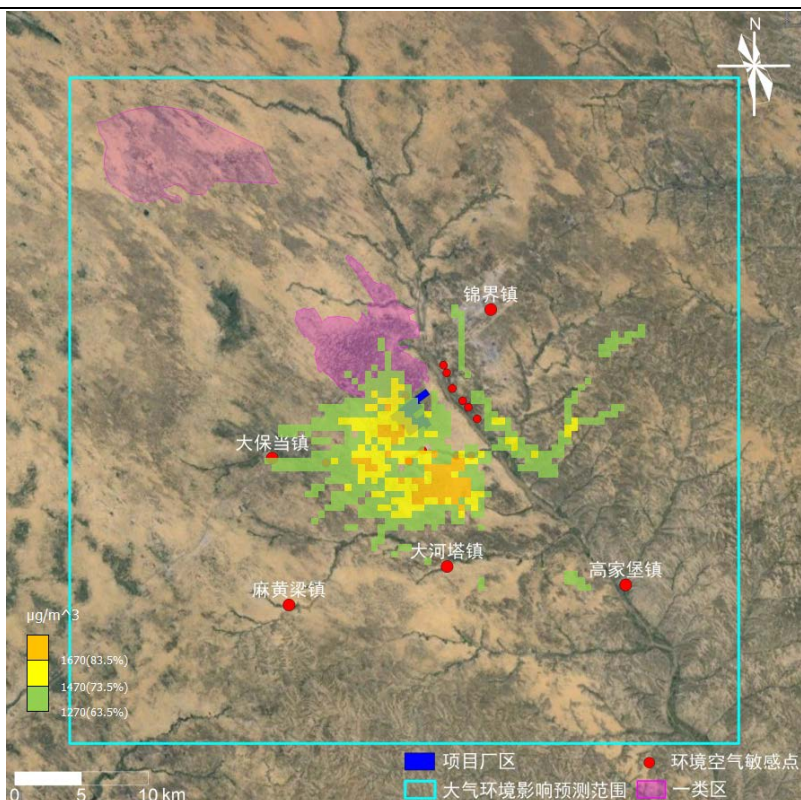 N
锦界镇
大保当镇
大河塔镇
高家堡镇
麻黄梁镇
μg/m^3
1670(83.5%)
1470(73.5%)
1270(63.5%)
项目厂区
环境空气敏感点
0 5 10 km
大气环境影响预测范围
一类区